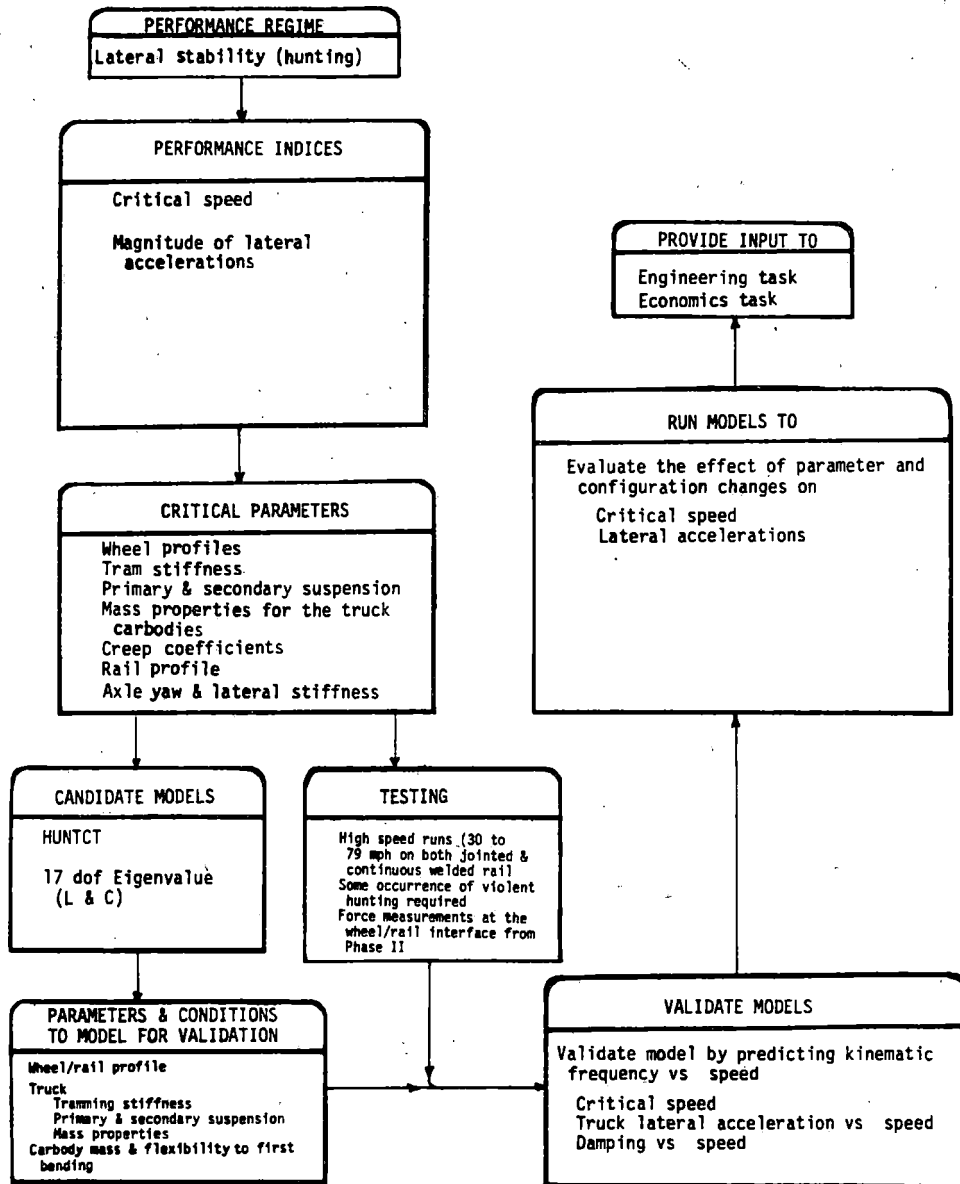 PERFORMANCE REGIME
Lateral stability (hunting)
PERFORMANCE INDICES
Critical speed
Magnitude of lateral
accelerations
CRITICAL PARAMETERS
Wheel profiles
Tram stiffness
Primary & secondary suspension
Mass properties for the truck
carbodies
Creep coefficients
Rail profile
Axle yaw & lateral stiffness
CANDIDATE MODELS
HUNTCT
17 dof Eigenvalue
(L & C)
TESTING
High speed runs (30 to
79 mph on both jointed &
continuous welded rail
Some occurrence of violent
hunting required
Force measurements at the
wheel/rail interface from
Phase II
PARAMETERS & CONDITIONS
TO MODEL FOR VALIDATION
Wheel/rail profile
Truck
Tramming stiffness
Primary & secondary suspension
Mass properties
Carbody mass & flexibility to first
bending
VALIDATE MODELS
Validate model by predicting kinematic
frequency vs speed
Critical speed
Truck lateral acceleration vs speed
Damping vs speed
RUN MODELS TO
Evaluate the effect of parameter and
configuration changes on
Critical speed
Lateral accelerations
PROVIDE INPUT TO
Engineering task
Economics task